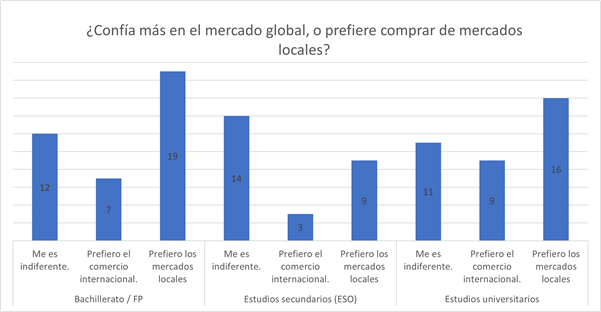 ¿Confía más en el mercado global, o prefiere comprar de mercados
locales?
12
7
19
14
3
9
11
9
16
Me es
indiferente.
Prefiero el
comercio
internacional.
Prefiero los
mercados
locales
Me es
indiferente.
Prefiero el
comercio
internacional.
Prefiero los
mercados
locales
Me es
indiferente.
Prefiero el
comercio
internacional.
Prefiero los
mercados
locales
Bachillerato / FP
Estudios secundarios (ESO)
Estudios universitarios